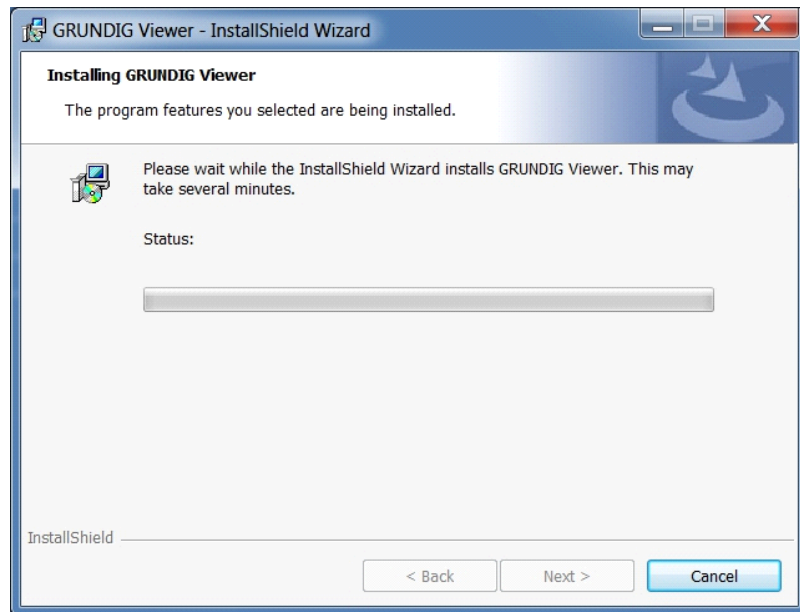 GRUNDIG Viewer - InstallShield Wizard
Installing GRUNDIG Viewer
The program features you selected are being installed.
Please wait while the InstallShield Wizard installs GRUNDIG Viewer. This may
take several minutes.
Status:
InstallShield
< Back Next > Cancel